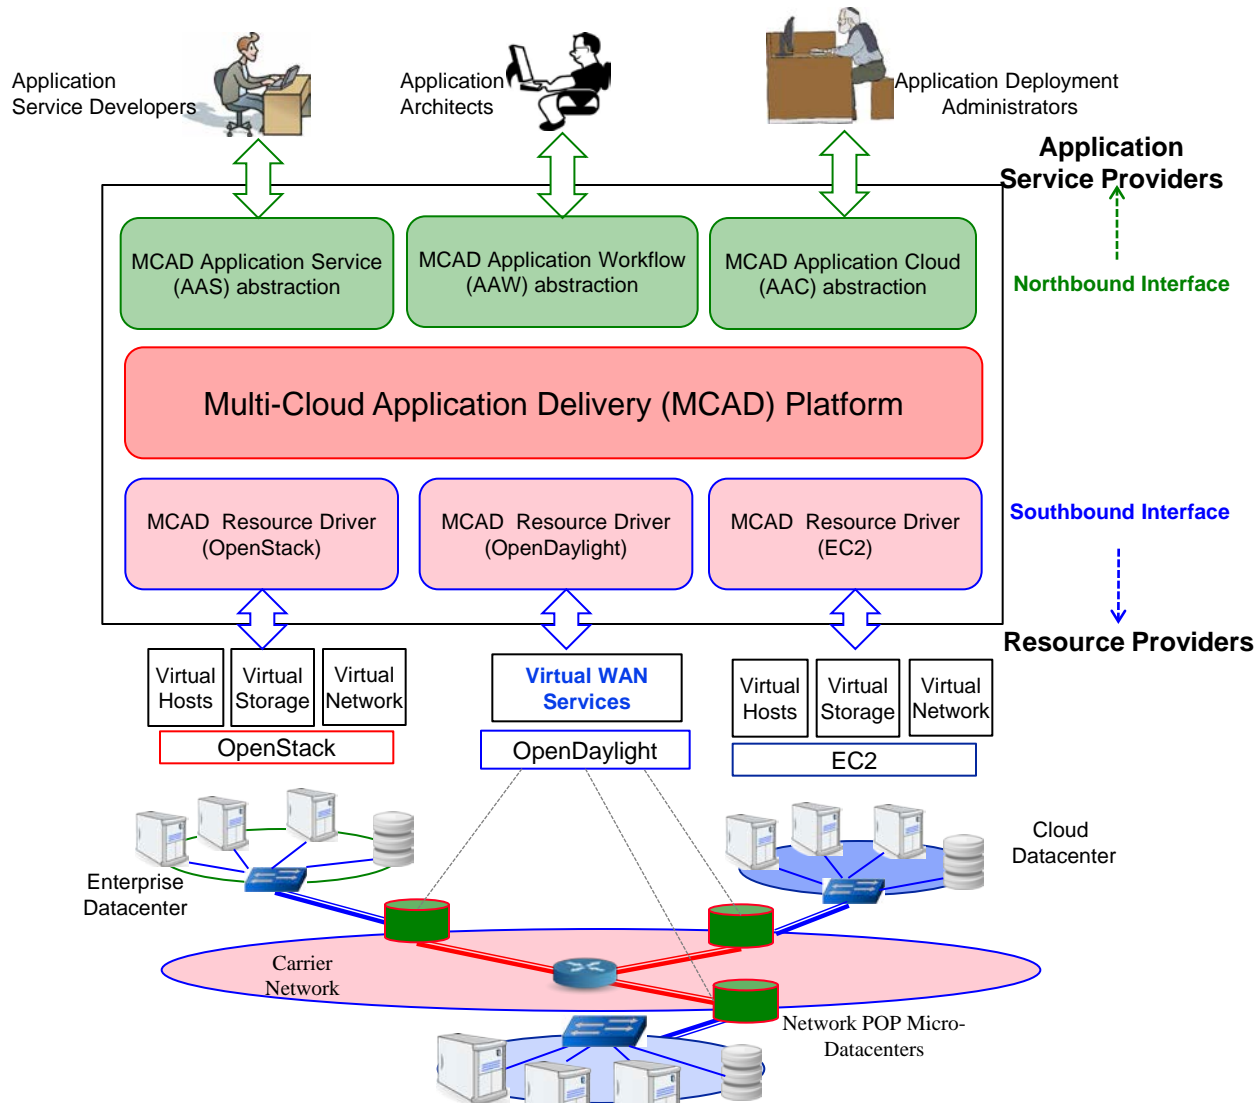 Application
Service Developers
Application
Architects
Application Deployment
Administrators
Application
Service Providers
MCAD Application Service
(AAS) abstraction
MCAD Application Workflow
(AAW) abstraction
MCAD Application Cloud
(AAC) abstraction
Northbound Interface
Multi-Cloud Application Delivery (MCAD) Platform
MCAD Resource Driver
(OpenStack)
MCAD Resource Driver
(OpenDaylight)
MCAD Resource Driver
(EC2)
Southbound Interface
Resource Providers
Virtual
Hosts
Virtual
Storage
Virtual
Network
OpenStack
Virtual WAN
Services
OpenDaylight
Virtual
Hosts
Virtual
Storage
Virtual
Network
EC2
Enterprise
Datacenter
Cloud
Datacenter
Carrier
Network
Network POP Micro-
Datacenters